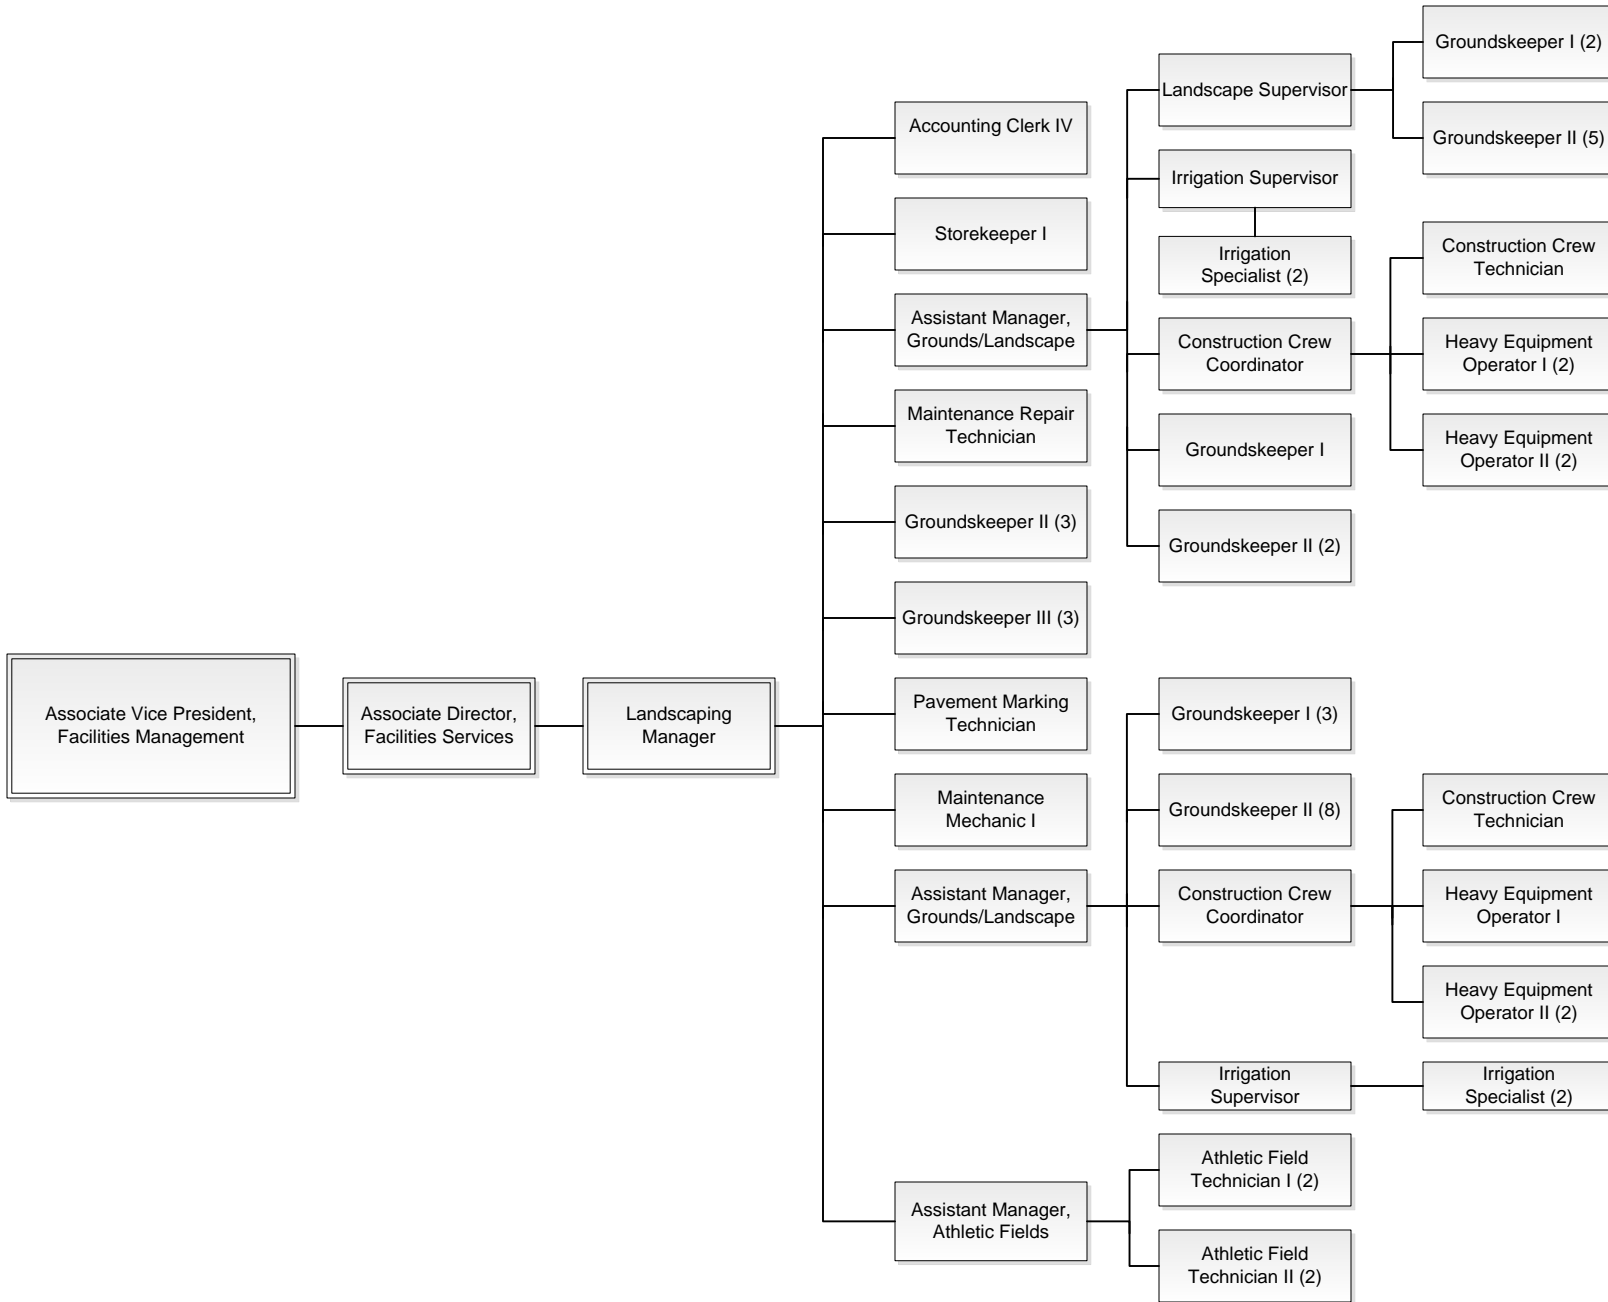 Associate Vice President,
Facilities Management
Associate Director,
Facilities Services
Landscaping
Manager
Accounting Clerk IV
Storekeeper I
Assistant Manager,
Grounds/Landscape
Landscape Supervisor
Groundskeeper I (2)
Groundskeeper II (5)
Irrigation Supervisor
Irrigation
Specialist (2)
Construction Crew
Coordinator
Construction Crew
Technician
Heavy Equipment
Operator I (2)
Heavy Equipment
Operator II (2)
Groundskeeper I
Groundskeeper II (2)
Maintenance Repair
Technician
Groundskeeper II (3)
Groundskeeper III (3)
Pavement Marking
Technician
Maintenance
Mechanic I
Assistant Manager,
Grounds/Landscape
Groundskeeper I (3)
Groundskeeper II (8)
Construction Crew
Coordinator
Construction Crew
Technician
Heavy Equipment
Operator I
Heavy Equipment
Operator II (2)
Irrigation
Supervisor
Irrigation
Specialist (2)
Assistant Manager,
Athletic Fields
Athletic Field
Technician I (2)
Athletic Field
Technician II (2)